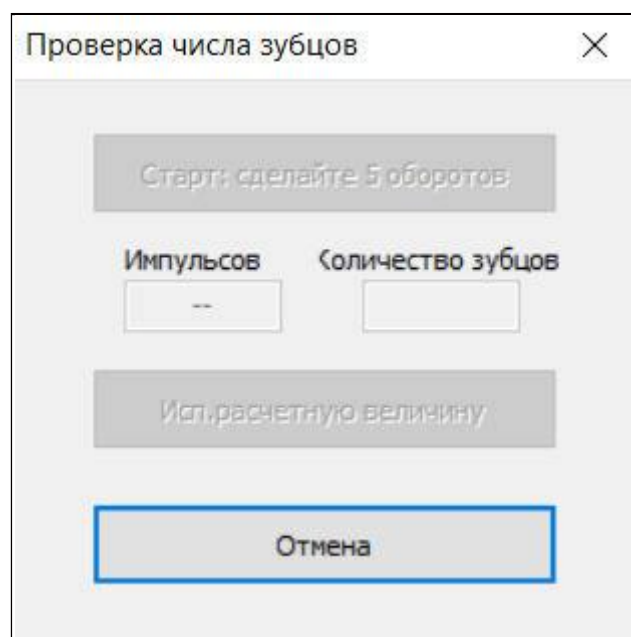 Проверка числа зубцов
Старт: сделайте 5 оборотов
Импульсов Количество зубцов
--
Исп.расчетную величину
Отмена